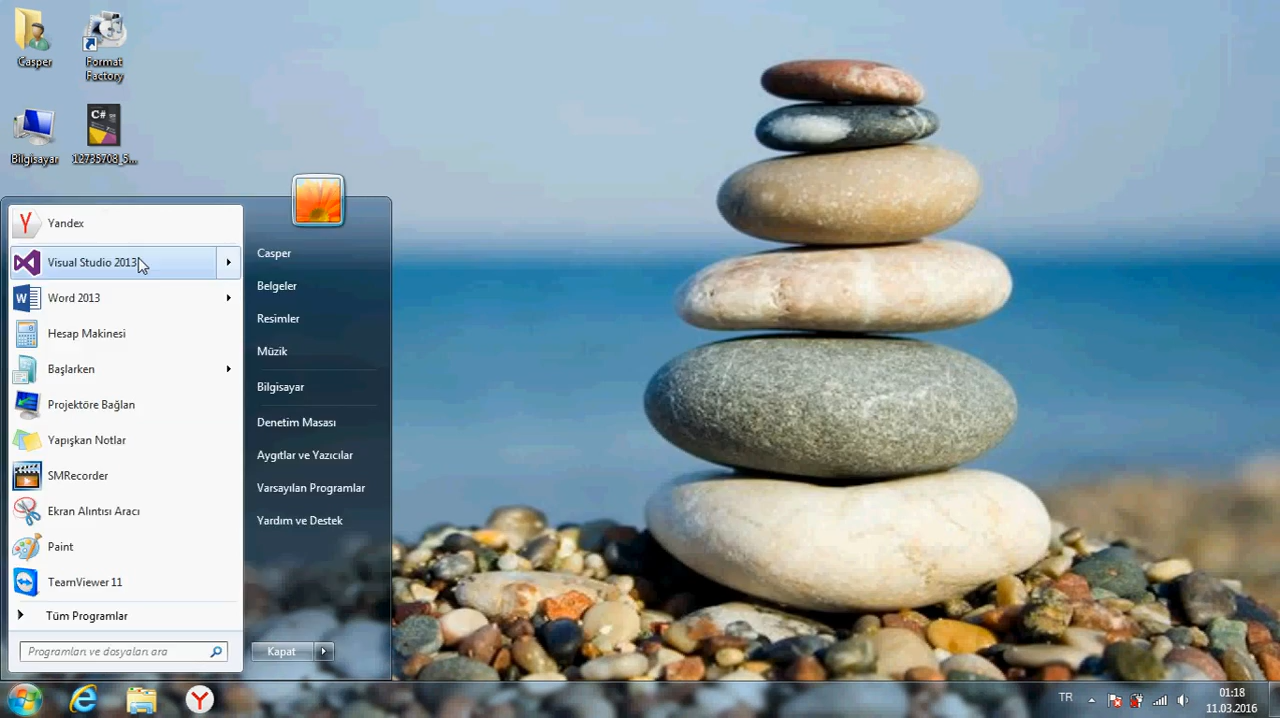 Casper
Format
Factory
Bilgisayar
C#
12735708_5...
Yandex
Visual Studio 2013
Word 2013
Hesap Makinesi
Başlarken
Projektöre Bağlan
Yapışkan Notlar
SMRecorder
Ekran Alıntısı Aracı
Paint
TeamViewer 11
Tüm Programlar
Programları ve dosyaları ara
Casper
Belgeler
Resimler
Müzik
Bilgisayar
Denetim Masası
Aygıtlar ve Yazıcılar
Varsayılan Programlar
Yardım ve Destek
Kapat
TR
01:18
11.03.2016